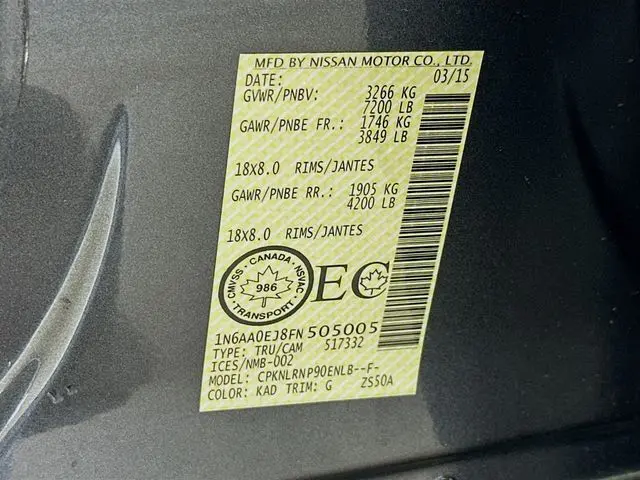 MFD BY NISSAN MOTOR CO., LTD.
DATE: 03/15
GVWR/PNBV: 3266 KG
7200 LB
GAWR/PNBE FR.: 1746 KG
3849 LB
18X8.0 RIMS/JANTES
GAWR/PNBE RR.: 1905 KG
4200 LB
18X8.0 RIMS/JANTES
CMVSS · CANADA · NSVAC
986
TRANSPORT
EC
1N6AA0EJ8FN505005
TYPE: TRU/CAM 517332
ICES/NMB-002
MODEL: CPKNLRNP90ENLB--F-
COLOR: KAD TRIM: G ZS50A